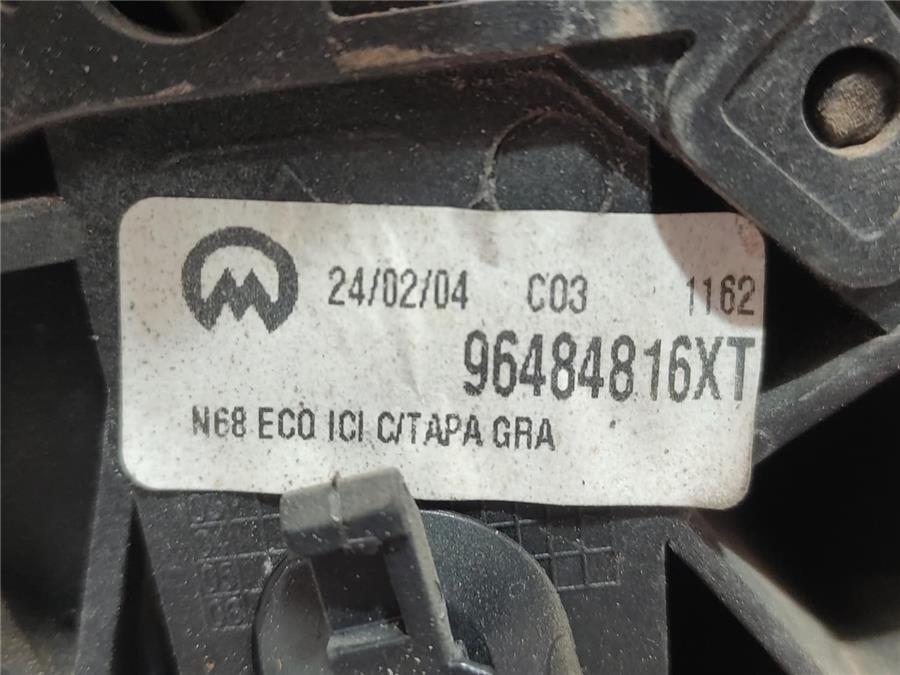 24/02/04 C03 1162
96484816XT
N68 ECO ICI C/TAPA GRA